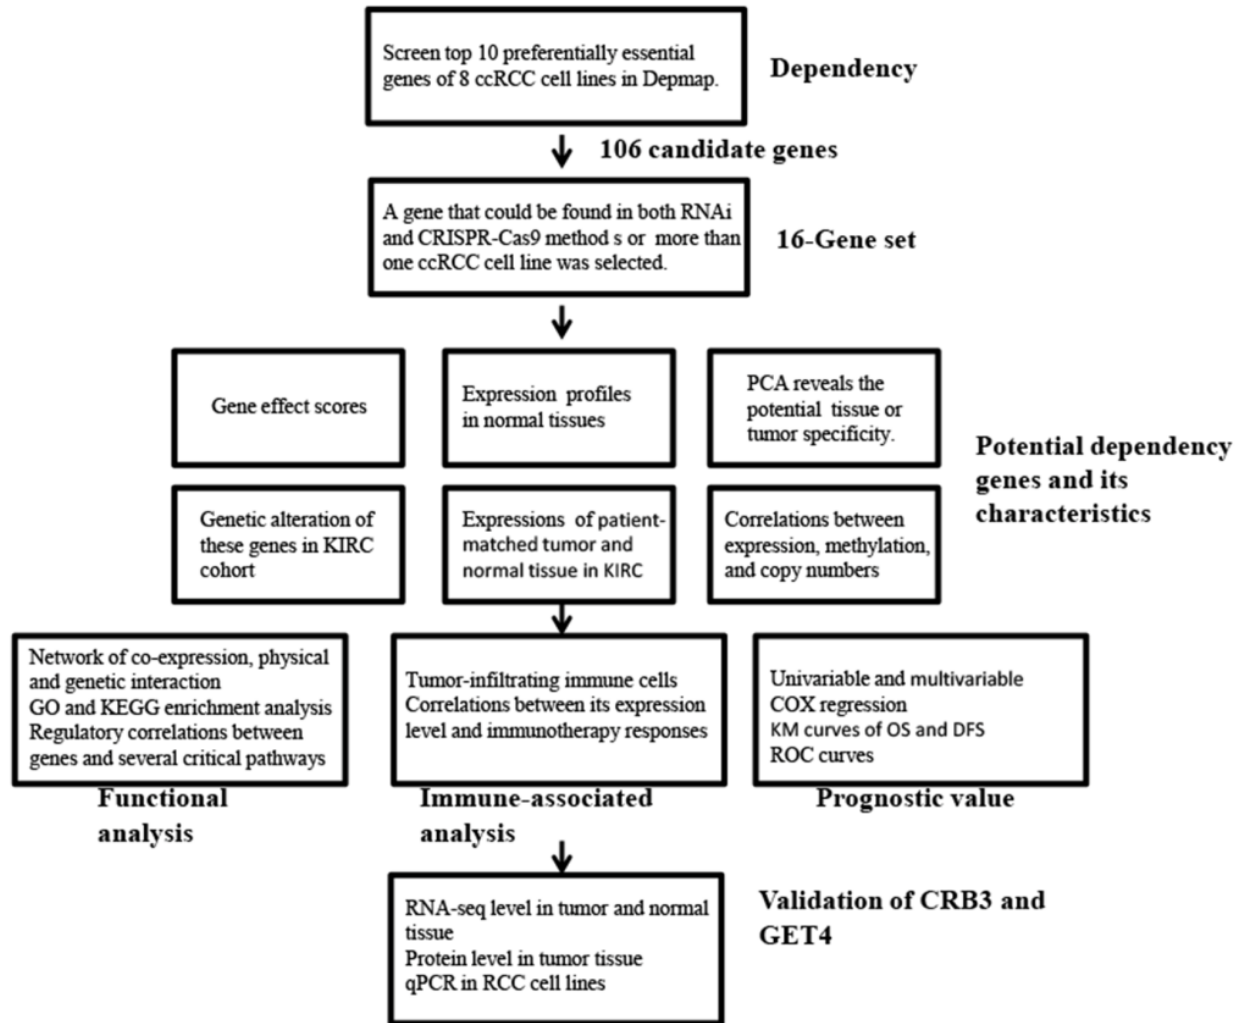 Screen top 10 preferentially essential
genes of 8 ccRCC cell lines in Depmap.
Dependency
106 candidate genes
A gene that could be found in both RNAi
and CRISPR-Cas9 method s or more than
one ccRCC cell line was selected.
16-Gene set
Gene effect scores
Expression profiles
in normal tissues
PCA reveals the
potential tissue or
tumor specificity.
Genetic alteration of
these genes in KIRC
cohort
Expressions of patient-
matched tumor and
normal tissue in KIRC
Correlations between
expression, methylation,
and copy numbers
Potential dependency
genes and its
characteristics
Network of co-expression, physical
and genetic interaction
GO and KEGG enrichment analysis
Regulatory correlations between
genes and several critical pathways
Functional
analysis
Tumor-infiltrating immune cells
Correlations between its expression
level and immunotherapy responses
Immune-associated
analysis
Univariable and multivariable
COX regression
KM curves of OS and DFS
ROC curves
Prognostic value
RNA-seq level in tumor and normal
tissue
Protein level in tumor tissue
qPCR in RCC cell lines
Validation of CRB3 and
GET4